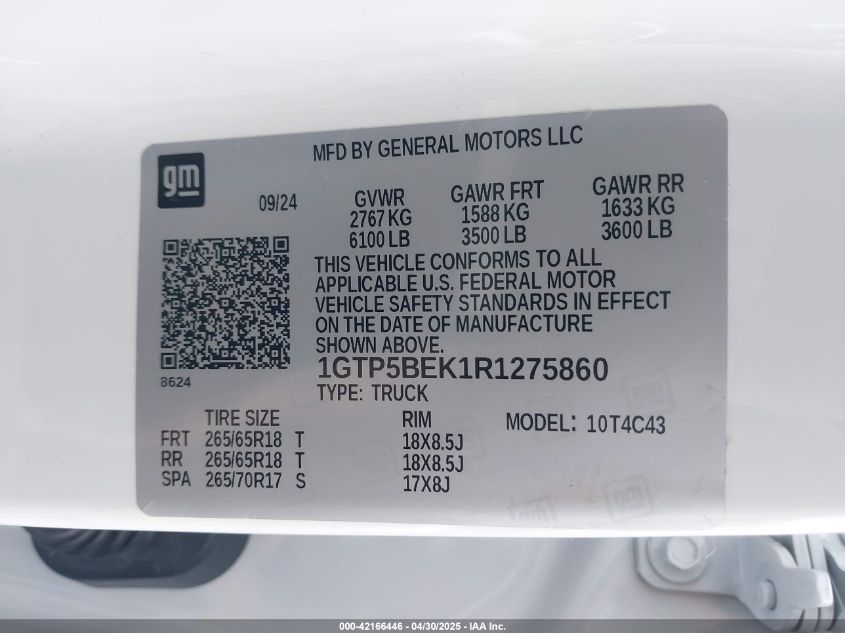 MFD BY GENERAL MOTORS LLC
gm
09/24
GVWR GAWR FRT GAWR RR
2767 KG 1588 KG 1633 KG
6100 LB 3500 LB 3600 LB
THIS VEHICLE CONFORMS TO ALL
APPLICABLE U.S. FEDERAL MOTOR
VEHICLE SAFETY STANDARDS IN EFFECT
ON THE DATE OF MANUFACTURE
SHOWN ABOVE.
1GTP5BEK1R1275860
8624
TYPE: TRUCK
TIRE SIZE RIM MODEL: 10T4C43
FRT 265/65R18 T 18X8.5J
RR 265/65R18 T 18X8.5J
SPA 265/70R17 S 17X8J
000-42166446 - 04/30/2025 - IAA Inc.